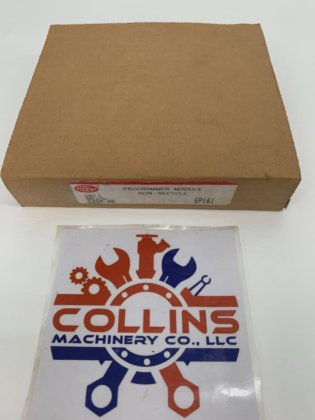 PROGRAMMER MODULE
NON-RECYCLE
EP161
COLLINS
MACHINERY CO., LLC